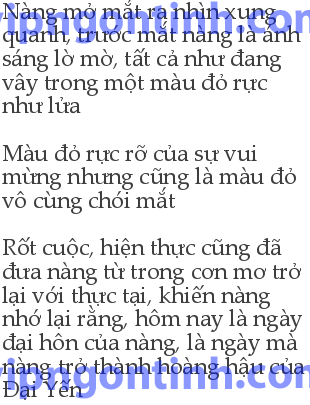 Nàng mở mắt ra nhìn xung
quanh, trước mắt nàng là ánh
sáng lờ mờ, tất cả như đang
vây trong một màu đỏ rực
như lửa
Màu đỏ rực rỡ của sự vui
mừng nhưng cũng là màu đỏ
vô cùng chói mắt
Rốt cuộc, hiện thực cũng đã
đưa nàng từ trong cơn mơ trở
lại với thực tại, khiến nàng
nhớ lại rằng, hôm nay là ngày
đại hôn của nàng, là ngày mà
nàng trở thành hoàng hậu của
Đại Yến